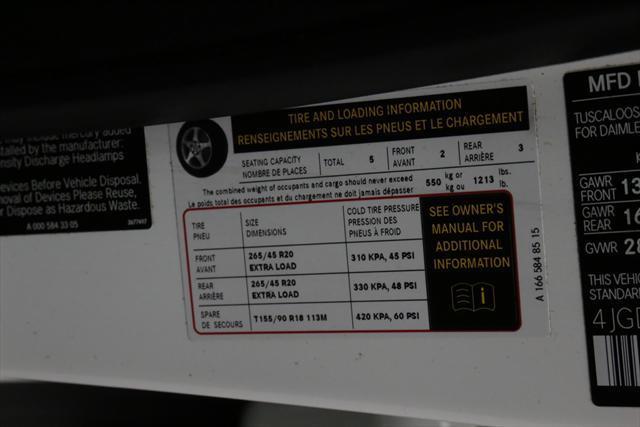 may include mercury added
installed by the manufacturer:
Discharge Headlamps
Devices Before Vehicle Disposal.
Removal of Devices Please Reuse,
or Dispose as Hazardous Waste.
A 000 584 33 05
TIRE AND LOADING INFORMATION
RENSEIGNEMENTS SUR LES PNEUS ET LE CHARGEMENT
SEATING CAPACITY
NOMBRE DE PLACES
TOTAL 5
FRONT
AVANT
2
REAR
ARRIÈRE
3
The combined weight of occupants and cargo should never exceed
Le poids total des occupants et du chargement ne doit jamais dépasser
550 kg or
kg ou
1213 lbs.
lb.
TIRE
PNEU
SIZE
DIMENSIONS
COLD TIRE PRESSURE
PRESSION DES
PNEUS À FROID
FRONT
AVANT
265/45 R20
EXTRA LOAD
310 KPA, 45 PSI
REAR
ARRIÈRE
265/45 R20
EXTRA LOAD
330 KPA, 48 PSI
SPARE
DE SECOURS
T155/90 R18 113M
420 KPA, 60 PSI
SEE OWNER'S
MANUAL FOR
ADDITIONAL
INFORMATION
A 166 584 85 15
MFD
TUSCALOOS
FOR DAIMLE
GAWR
FRONT
13
GAWR
REAR
GVWR 28
THIS VEHI
STANDAR
4JG